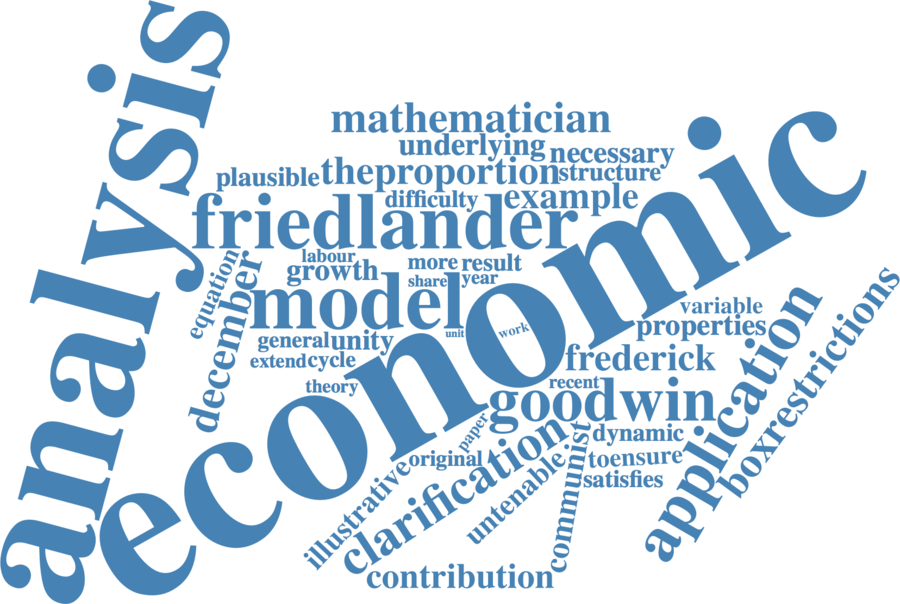 analysis
economic
mathematician
underlying
necessary
plausible
theproportion
structure
difficulty
example
friedlander
labour
growth
more
result
share
year
equation
december
model
unit
work
variable
properties
general
unity
extend
cycle
frederick
theory
recent
goodwin
application
boxrestrictions
paper
dynamic
original
clarification
toensure
satisfies
illustrative
untenable
communist
contribution